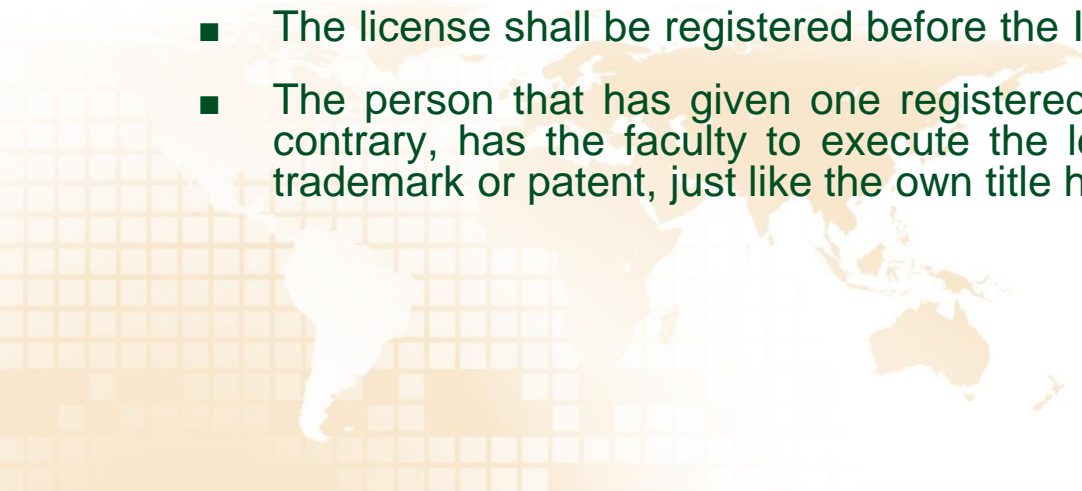 ■ The license shall be registered before the
■ The person that has given one registered
contrary, has the faculty to execute the
trademark or patent, just like the own title